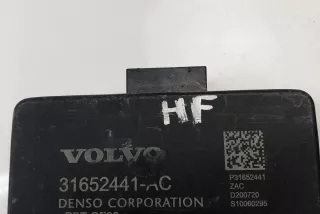 HF
VOLVO
31652441-AC
DENSO CORPORATION
P31652441
ZAC
D200720
S10060295